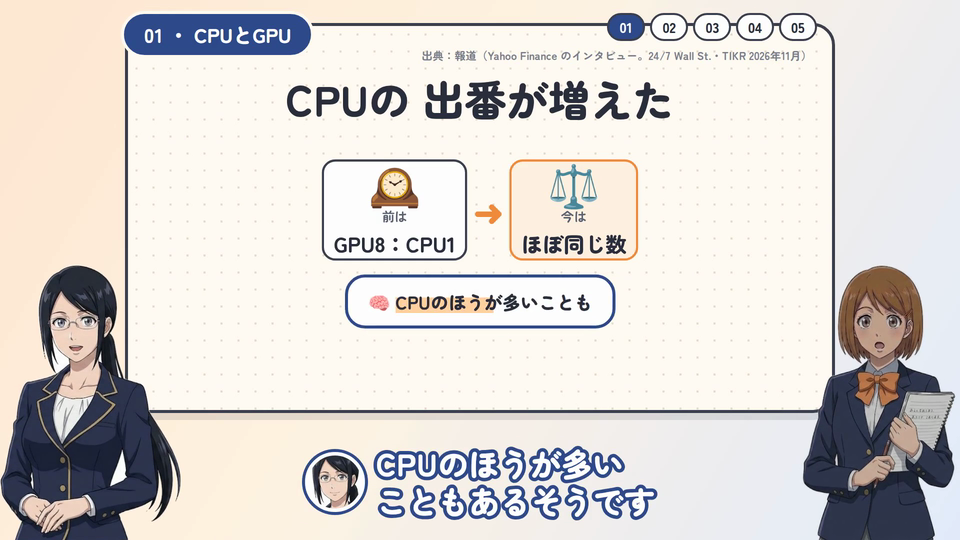 01 ・ CPUとGPU
01 02 03 04 05
出典：報道（Yahoo Finance のインタビュー。24/7 Wall St.・TIKR 2026年11月）
CPUの 出番が増えた
前は
GPU8：CPU1
今は
ほぼ同じ数
CPUのほうが多いことも
CPUのほうが多い
こともあるそうです